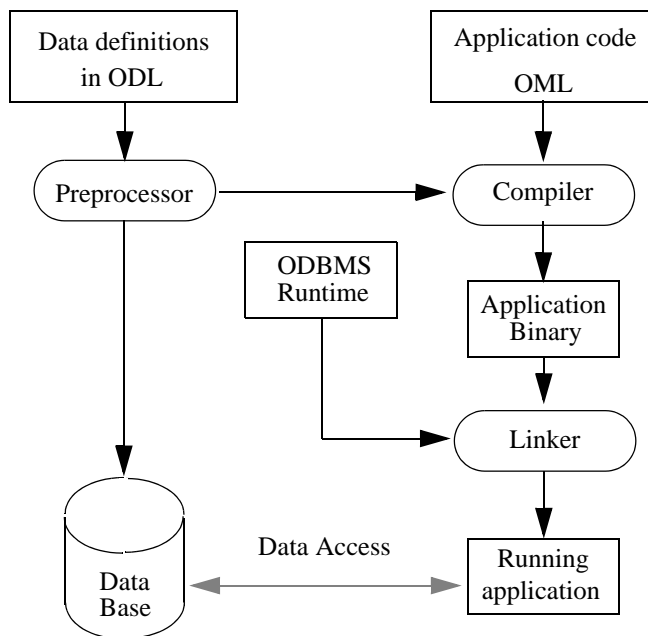 Data definitions
in ODL
Application code
OML
Preprocessor
Compiler
ODBMS
Runtime
Application
Binary
Linker
Data Access
Data
Base
Running
application